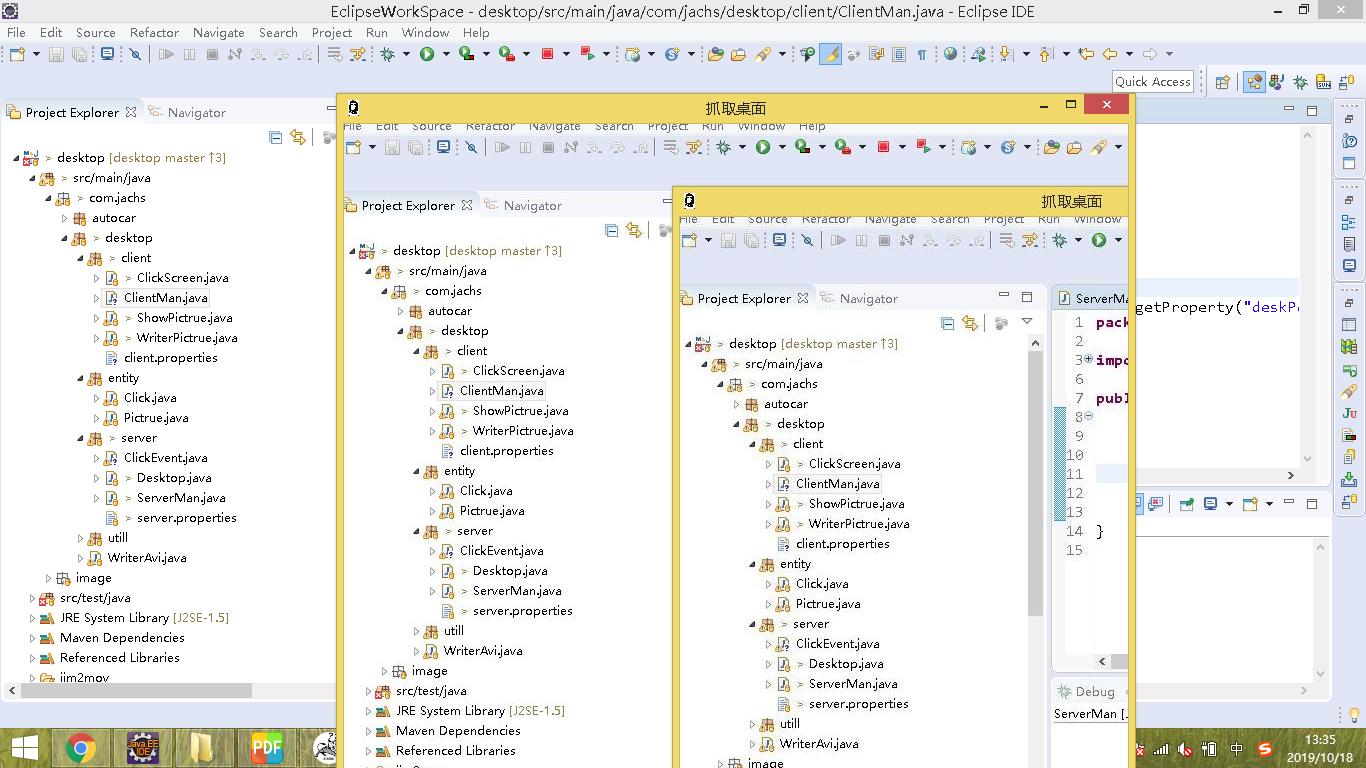 EclipseWorkSpace - desktop/src/main/java/com/jachs/desktop/client/ClientMan.java - Eclipse IDE
File Edit Source Refactor Navigate Search Project Run Window Help
Quick Access
Project Explorer
Navigator
> desktop [desktop master ↑3]
> src/main/java
> com.jachs
autocar
> desktop
> client
> ClickScreen.java
ClientMan.java
> ShowPictrue.java
> WriterPictrue.java
client.properties
entity
Click.java
Pictrue.java
> server
ClickEvent.java
> Desktop.java
> ServerMan.java
> server.properties
utill
WriterAvi.java
image
src/test/java
JRE System Library [J2SE-1.5]
Maven Dependencies
Referenced Libraries
jim2mov
抓取桌面
File Edit Source Refactor Navigate Search Project Run Window Help
Project Explorer
Navigator
> desktop [desktop master ↑3]
> src/main/java
> com.jachs
autocar
> desktop
> client
> ClickScreen.java
ClientMan.java
> ShowPictrue.java
> WriterPictrue.java
client.properties
entity
Click.java
Pictrue.java
> server
ClickEvent.java
> Desktop.java
> ServerMan.java
> server.properties
utill
WriterAvi.java
image
src/test/java
JRE System Library [J2SE-1.5]
Maven Dependencies
Referenced Libraries
抓取桌面
File Edit Source Refactor Navigate Search Project Run Window
Project Explorer
Navigator
> desktop [desktop master ↑3]
> src/main/java
> com.jachs
autocar
> desktop
> client
> ClickScreen.java
ClientMan.java
> ShowPictrue.java
> WriterPictrue.java
client.properties
entity
Click.java
Pictrue.java
> server
ClickEvent.java
> Desktop.java
> ServerMan.java
> server.properties
utill
WriterAvi.java
image
ServerMa
1 pack
2
3 impo
6
7 publ
8
9
10
11
12
13
14 }
15
Debug
ServerMan [.
getProperty("deskPo
Java EE IDE
PDF
中
13:35
2019/10/18